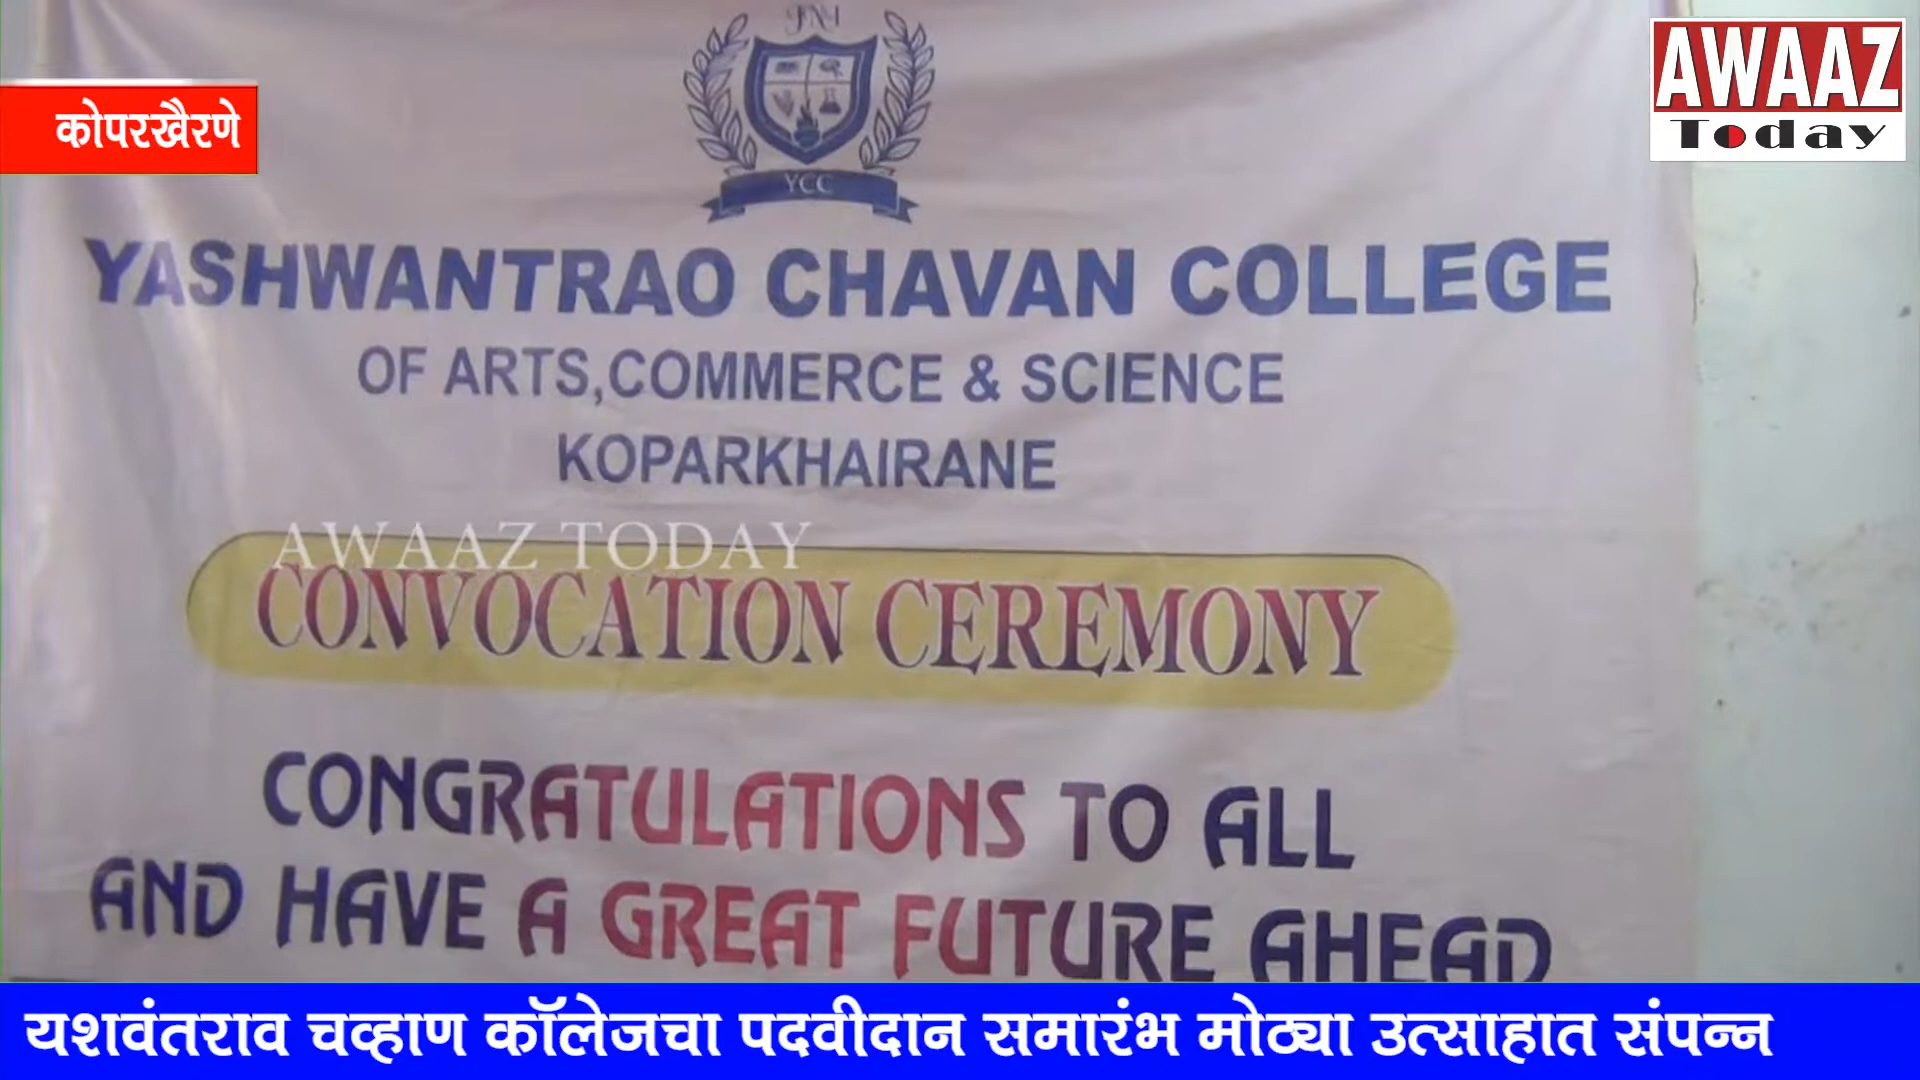 AWAAZ
Today
कोपरखैरणे
YCC
YASHWANTRAO CHAVAN COLLEGE
OF ARTS,COMMERCE & SCIENCE
KOPARKHAIRANE
AWAAZ TODAY
CONVOCATION CEREMONY
CONGRATULATIONS TO ALL
AND HAVE A GREAT FUTURE AHEAD
यशवंतराव चव्हाण कॉलेजचा पदवीदान समारंभ मोठ्या उत्साहात संपन्न